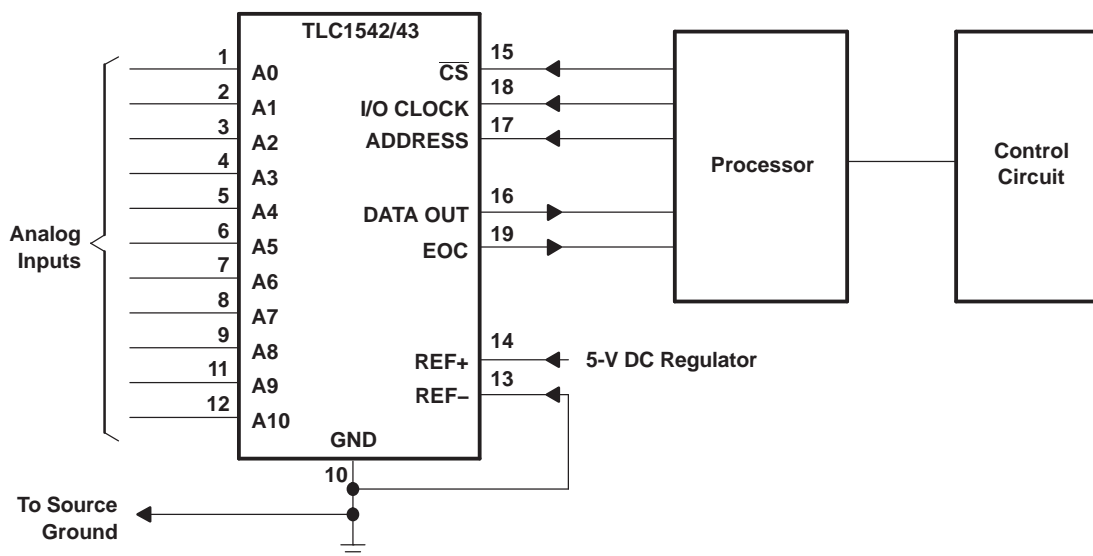 TLC1542/43
1
A0
2
A1
3
A2
4
A3
5
A4
6
A5
7
A6
8
A7
9
A8
11
A9
12
A10
Analog
Inputs
15
CS
18
I/O CLOCK
17
ADDRESS
16
DATA OUT
19
EOC
14
REF+
5-V DC Regulator
13
REF–
GND
10
To Source
Ground
Processor
Control
Circuit